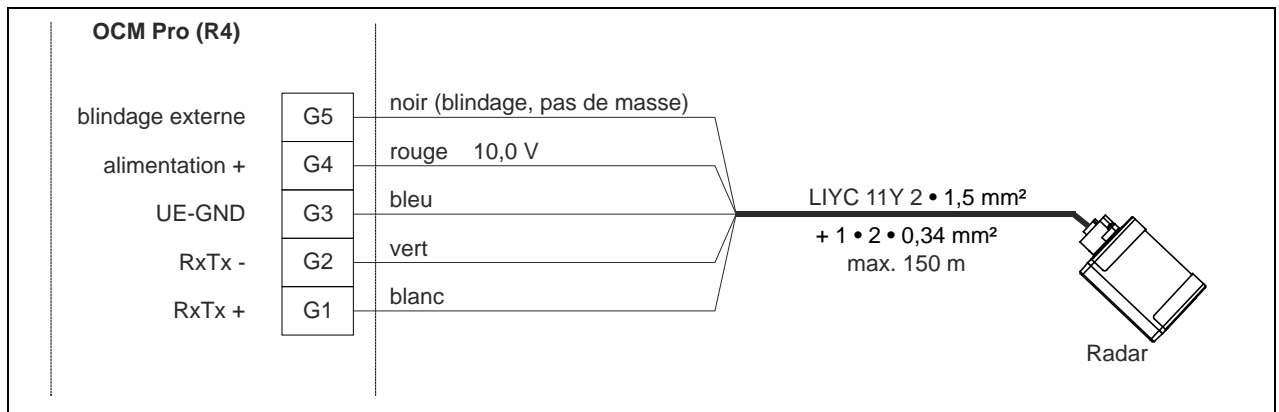 OCM Pro (R4)
blindage externe G5 noir (blindage, pas de masse)
alimentation + G4 rouge 10,0 V
UE-GND G3 bleu
RxTx - G2 vert
RxTx + G1 blanc
LIYC 11Y 2 • 1,5 mm²
+ 1 • 2 • 0,34 mm²
max. 150 m
Radar